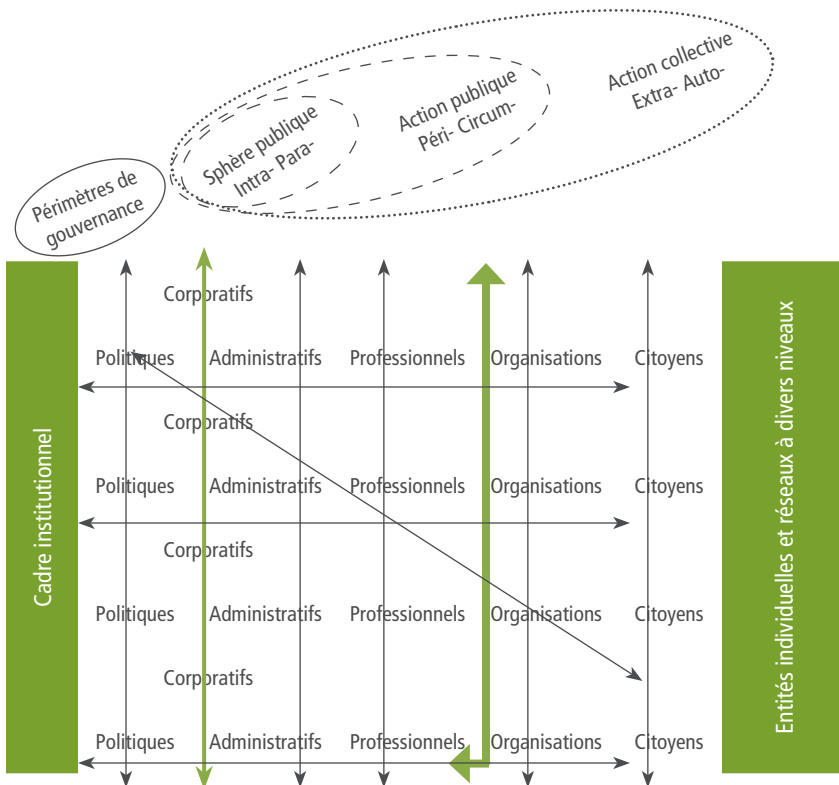 Action collective
Extra- Auto-
Action publique
Péri- Circum-
Sphère publique
Intra- Para-
Périmètres de
gouvernance
Cadre institutionnel
Corporatifs
Politiques Administratifs Professionnels Organisations Citoyens
Corporatifs
Politiques Administratifs Professionnels Organisations Citoyens
Corporatifs
Politiques Administratifs Professionnels Organisations Citoyens
Corporatifs
Politiques Administratifs Professionnels Organisations Citoyens
Entités individuelles et réseaux à divers niveaux